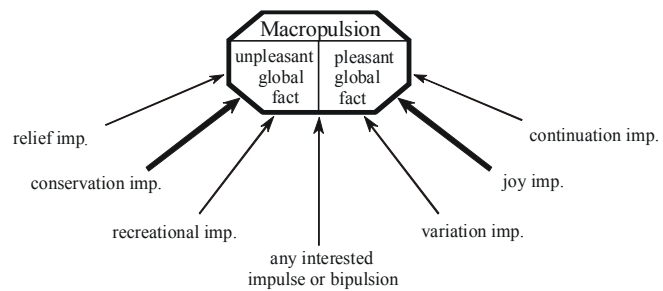 Macropulsion
unpleasant
global
fact
pleasant
global
fact
relief imp.
continuation imp.
conservation imp.
joy imp.
recreational imp.
variation imp.
any interested
impulse or bipulsion